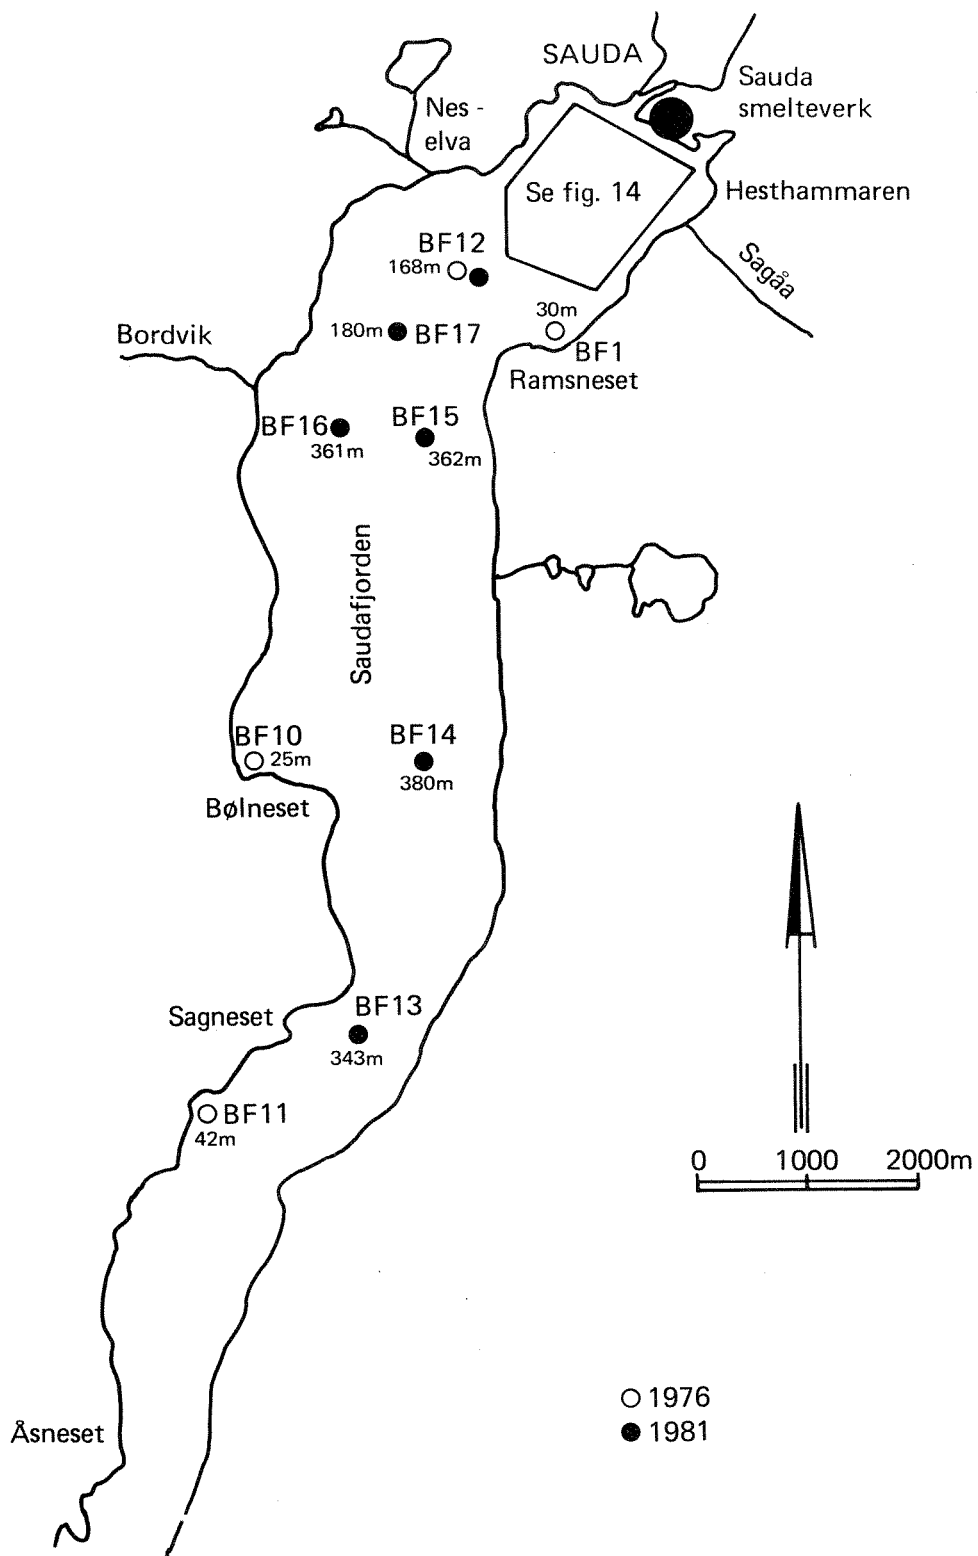 SAUDA
Sauda
smelteverk
Nes -
elva
Se fig. 14
Hesthammaren
BF12
168m
Sagåa
30m
180m
BF17
Bordvik
BF1
Ramsneset
BF16
BF15
361m
362m
Saudafjorden
BF10
25m
BF14
380m
Bølneset
BF13
Sagneset
343m
BF11
42m
0 1000 2000m
1976
1981
Åsneset